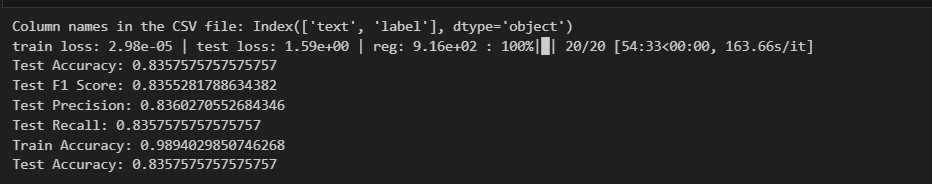 Column names in the CSV file: Index(['text', 'label'], dtype='object')
train loss: 2.98e-05 | test loss: 1.59e+00 | reg: 9.16e+02 : 100%|█| 20/20 [54:33<00:00, 163.66s/it]
Test Accuracy: 0.8357575757575757
Test F1 Score: 0.8355281788634382
Test Precision: 0.8360270552684346
Test Recall: 0.8357575757575757
Train Accuracy: 0.9894029850746268
Test Accuracy: 0.8357575757575757